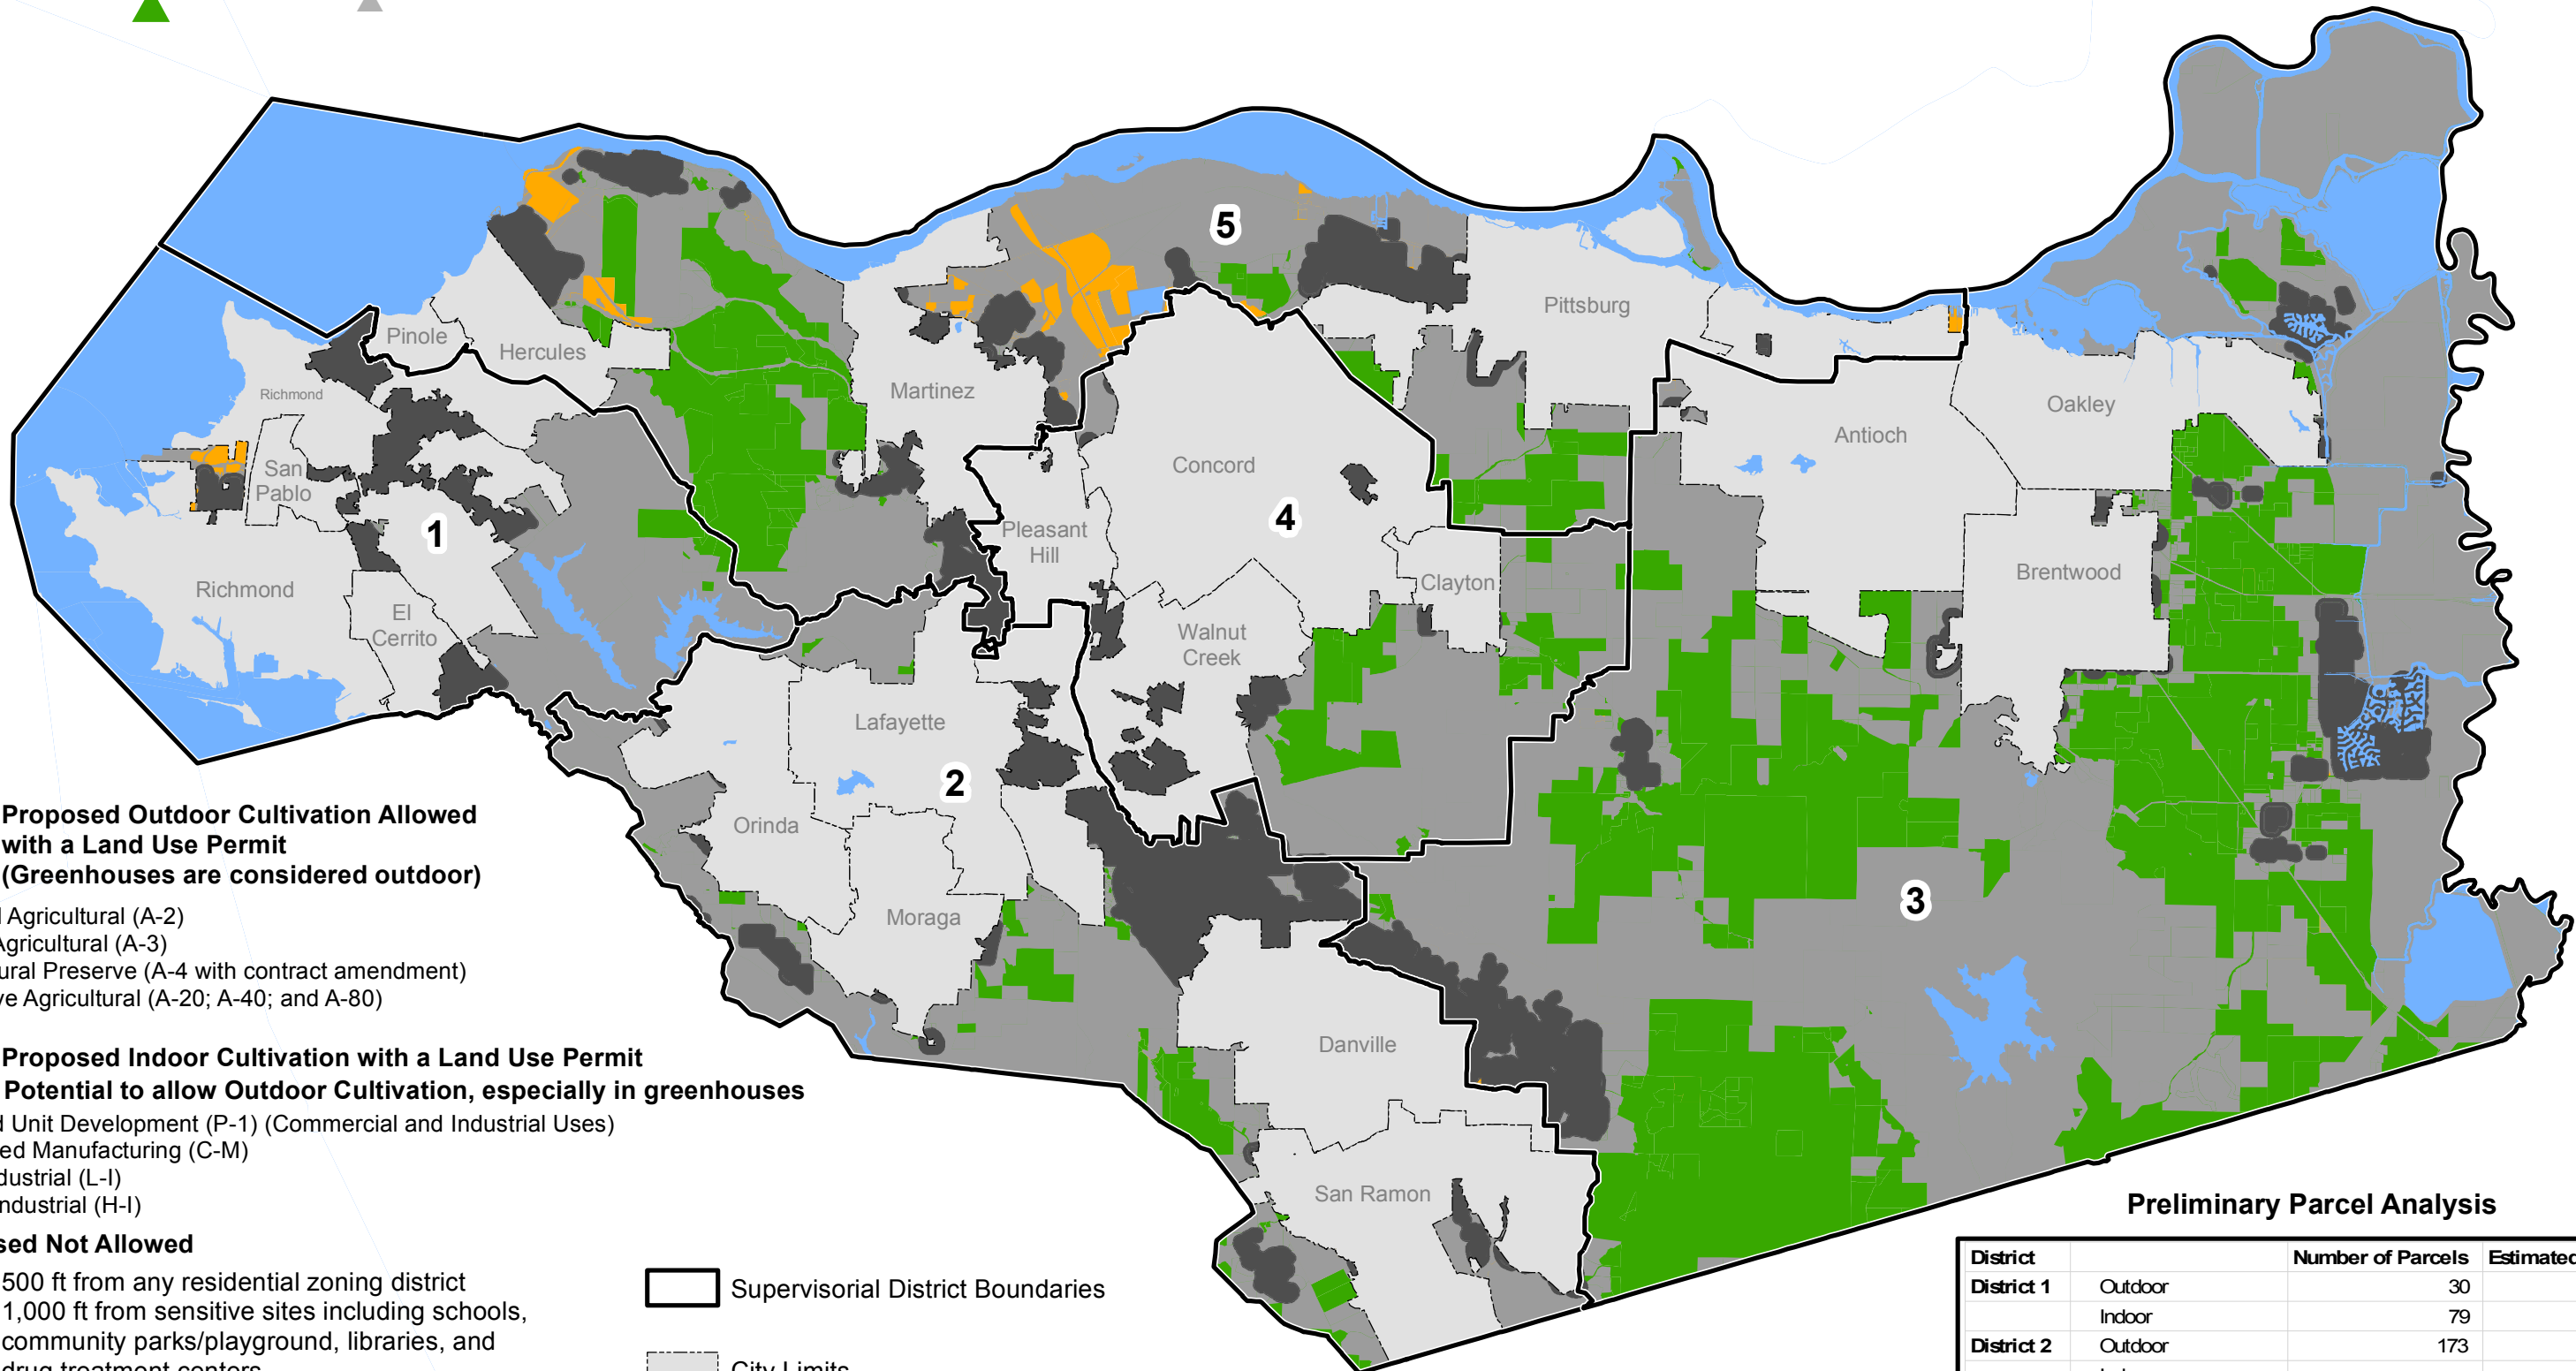 5
Pinole
Hercules
Pittsburg
Richmond
Martinez
Oakley
Antioch
San
Pablo
Concord
1
4
Pleasant
Hill
Richmond
Clayton
Brentwood
El
Cerrito
Walnut
Creek
Lafayette
2
Orinda
Moraga
3
Danville
San Ramon
Proposed Outdoor Cultivation Allowed
with a Land Use Permit
(Greenhouses are considered outdoor)
Agricultural (A-2)
Agricultural (A-3)
ural Preserve (A-4 with contract amendment)
ve Agricultural (A-20; A-40; and A-80)
Proposed Indoor Cultivation with a Land Use Permit
Potential to allow Outdoor Cultivation, especially in greenhouses
d Unit Development (P-1) (Commercial and Industrial Uses)
ed Manufacturing (C-M)
dustrial (L-I)
ndustrial (H-I)
sed Not Allowed
500 ft from any residential zoning district
1,000 ft from sensitive sites including schools,
community parks/playground, libraries, and
drug treatment centers
Supervisorial District Boundaries
City Limits
Preliminary Parcel Analysis
District Number of Parcels Estimated
District 1 Outdoor 30
Indoor 79
District 2 Outdoor 173